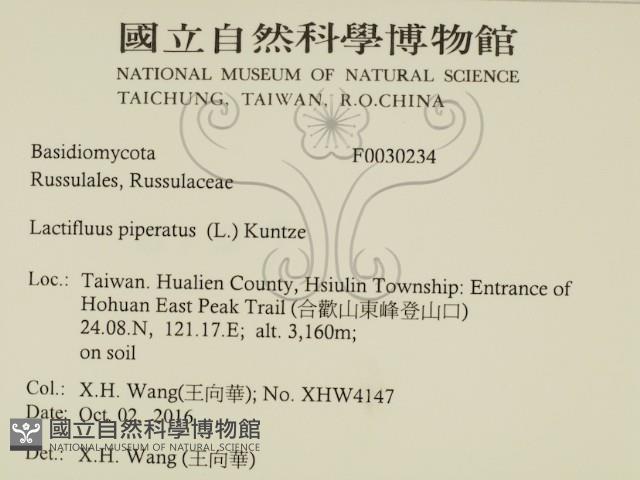 國立自然科學博物館
NATIONAL MUSEUM OF NATURAL SCIENCE
TAICHUNG, TAIWAN, R.O.CHINA
Basidiomycota F0030234
Russulales, Russulaceae
Lactifluus piperatus (L.) Kuntze
Loc.: Taiwan. Hualien County, Hsiulin Township: Entrance of
Hohuan East Peak Trail (合歡山東峰登山口)
24.08.N, 121.17.E; alt. 3,160m;
on soil
Col.: X.H. Wang(王向華); No. XHW4147
Date: Oct. 02, 2016
國立自然科學博物館
NATIONAL MUSEUM OF NATURAL SCIENCE
Det.: X.H. Wang (王向華)